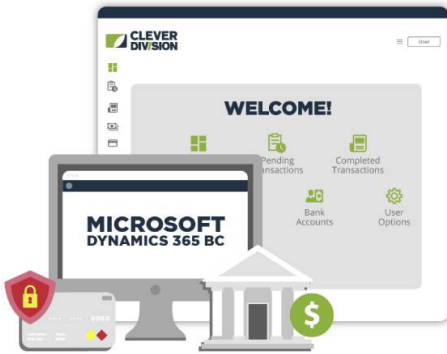 CLEVER
DIVISION
User
WELCOME!
Pending
Transactions
Completed
Transactions
Bank
Accounts
User
Options
MICROSOFT
DYNAMICS 365 BC
$